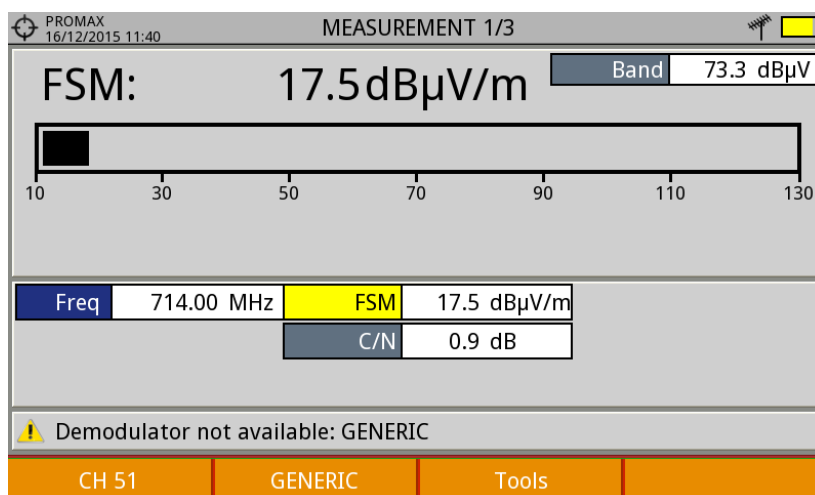 PROMAX
16/12/2015 11:40
MEASUREMENT 1/3
FSM: 17.5dBµV/m
Band 73.3 dBµV
10 30 50 70 90 110 130
Freq 714.00 MHz FSM 17.5 dBµV/m
C/N 0.9 dB
Demodulator not available: GENERIC
CH 51 GENERIC Tools